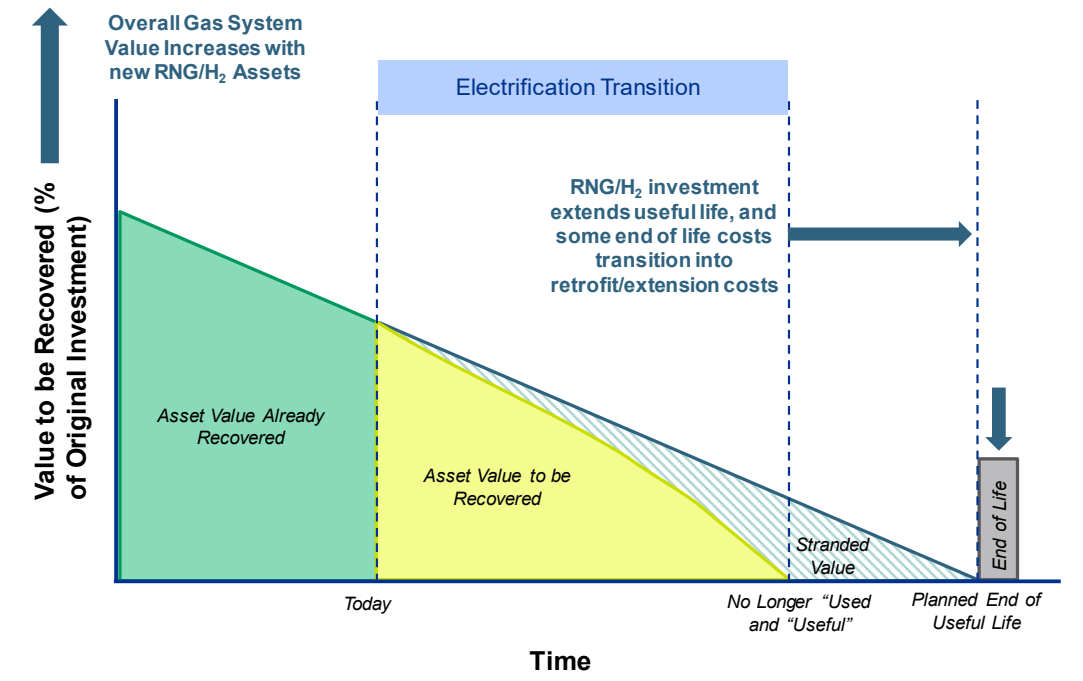 Overall Gas System
Value Increases with
new RNG/H₂ Assets
Electrification Transition
RNG/H₂ investment
extends useful life, and
some end of life costs
transition into
retrofit/extension costs
Value to be Recovered (%
of Original Investment)
Asset Value Already
Recovered
Asset Value to be
Recovered
Stranded
Value
End of Life
Today
No Longer “Used
and “Useful”
Planned End of
Useful Life
Time